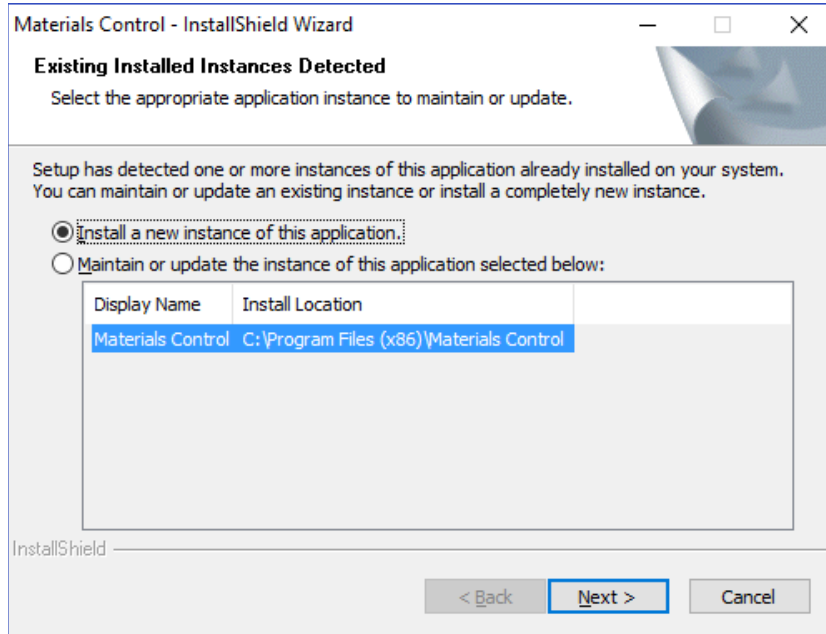 Materials Control - InstallShield Wizard
Existing Installed Instances Detected
Select the appropriate application instance to maintain or update.
Setup has detected one or more instances of this application already installed on your system.
You can maintain or update an existing instance or install a completely new instance.
Install a new instance of this application.
Maintain or update the instance of this application selected below:
Display Name Install Location
Materials Control C:\Program Files (x86)\Materials Control
InstallShield
< Back Next > Cancel